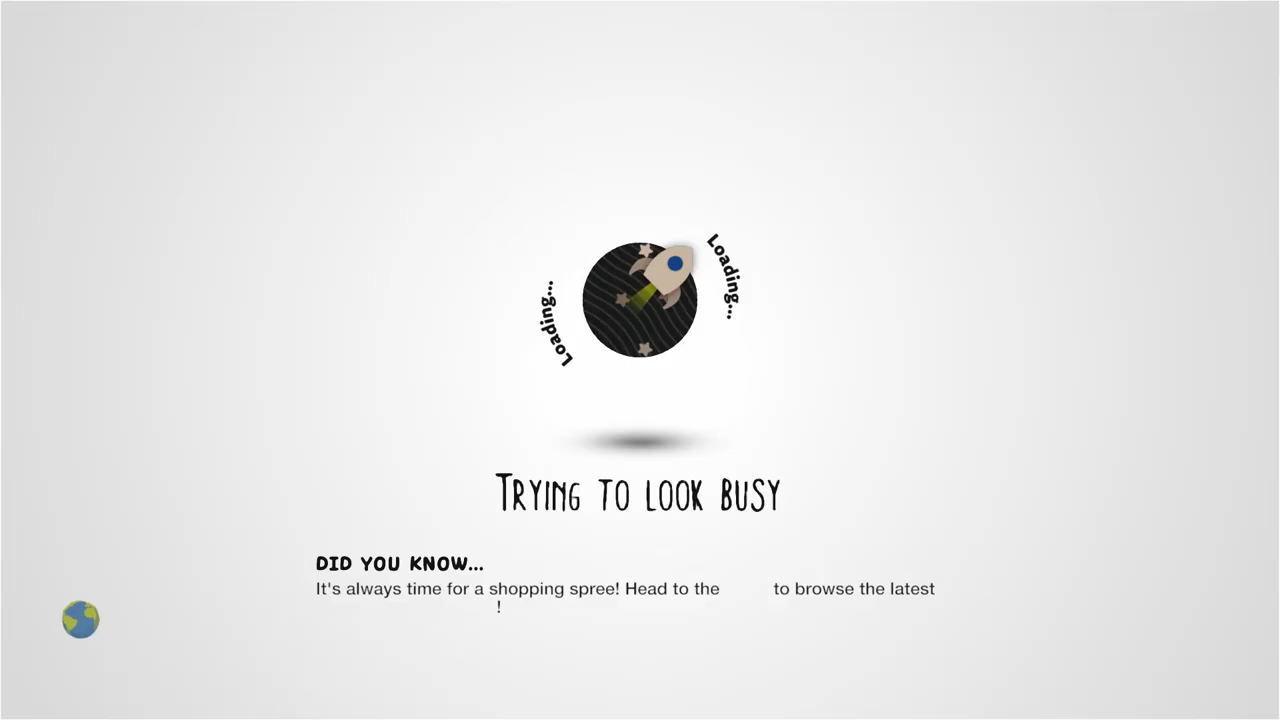 Loading...
Loading...
Trying to look busy
DID YOU KNOW...
It's always time for a shopping spree! Head to the to browse the latest
!